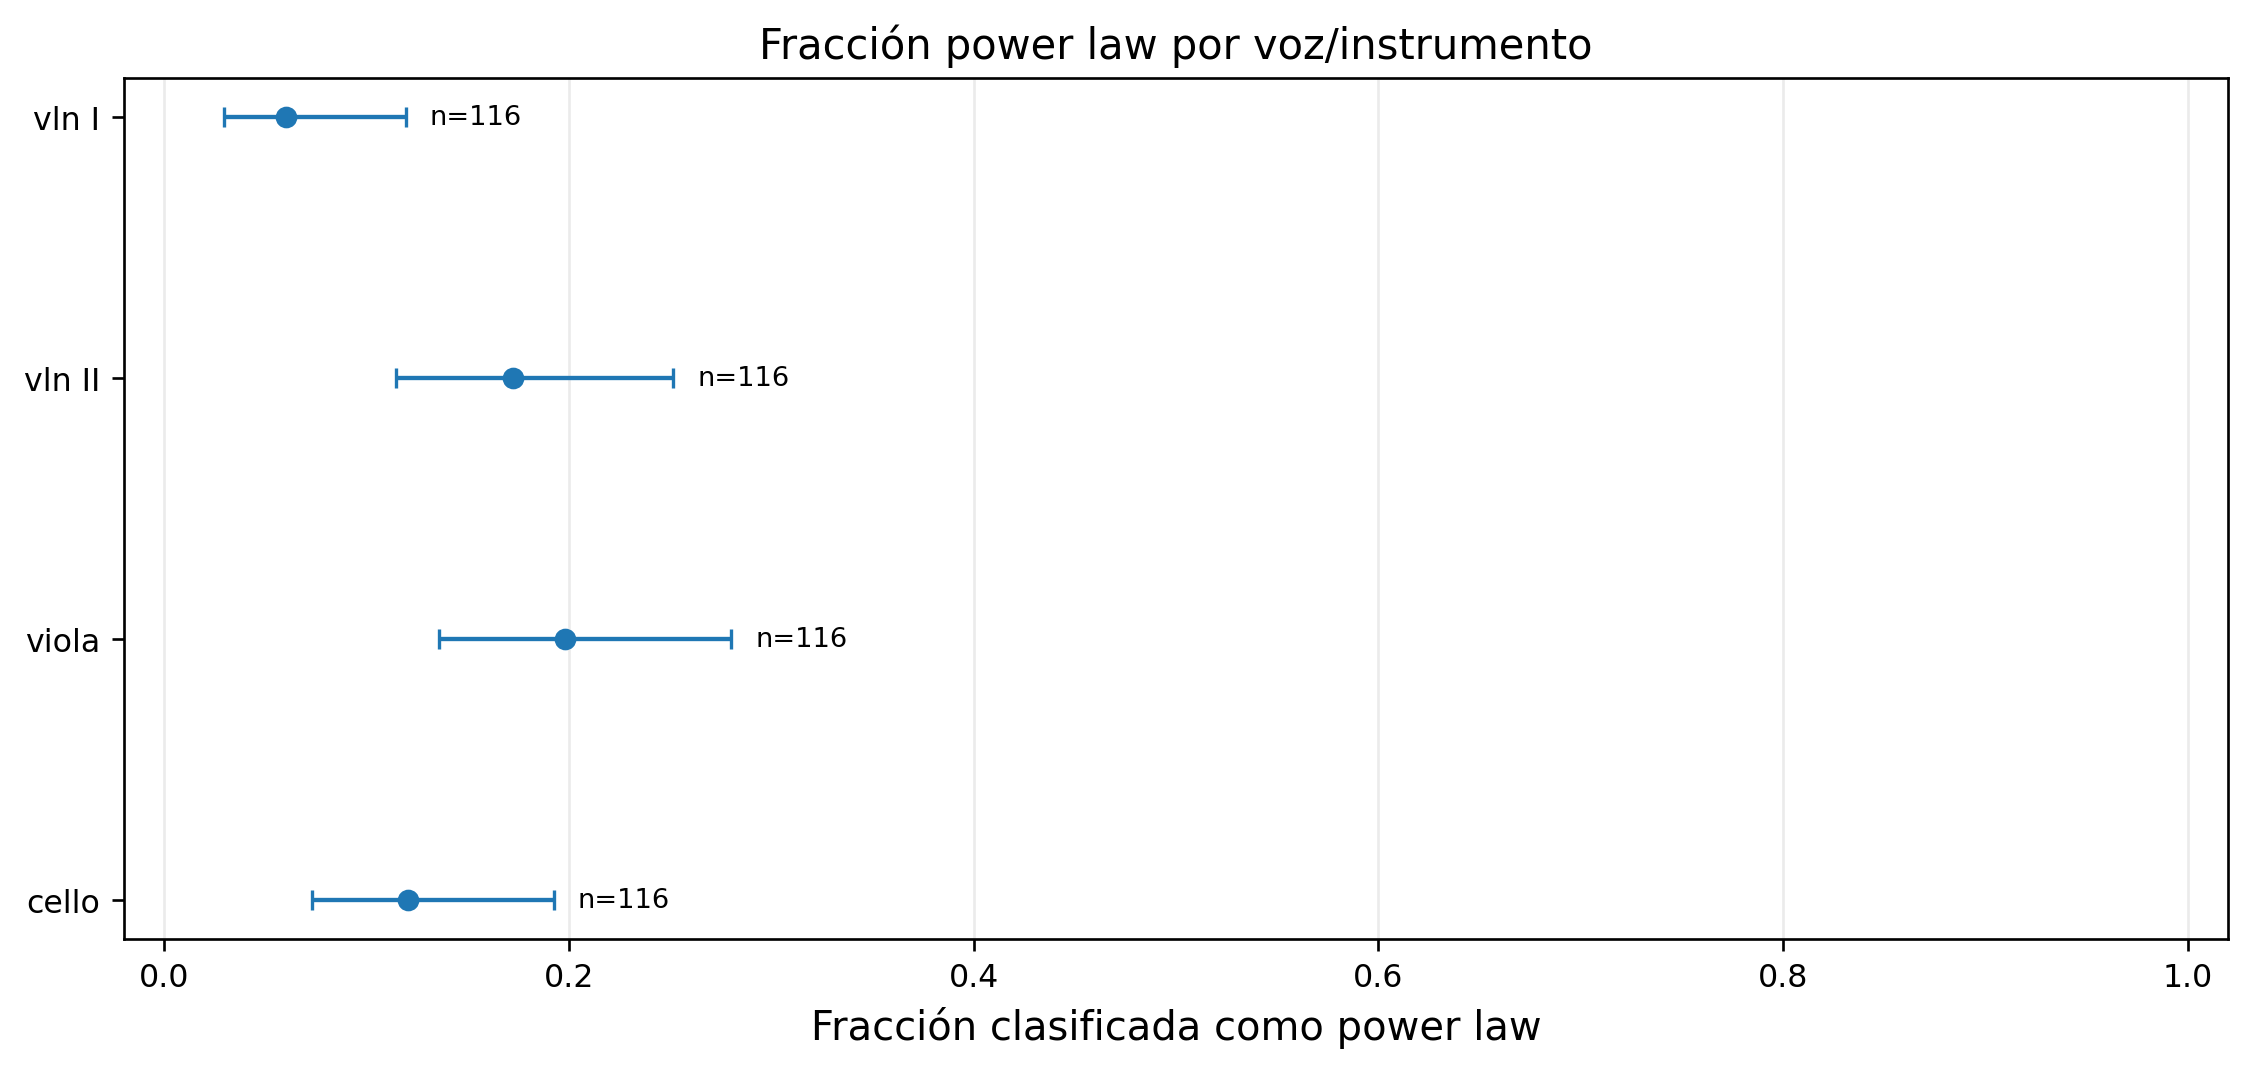 Fracción power law por voz/instrumento
vln I
n=116
vln II
n=116
viola
n=116
cello
n=116
0.0 0.2 0.4 0.6 0.8 1.0
Fracción clasificada como power law